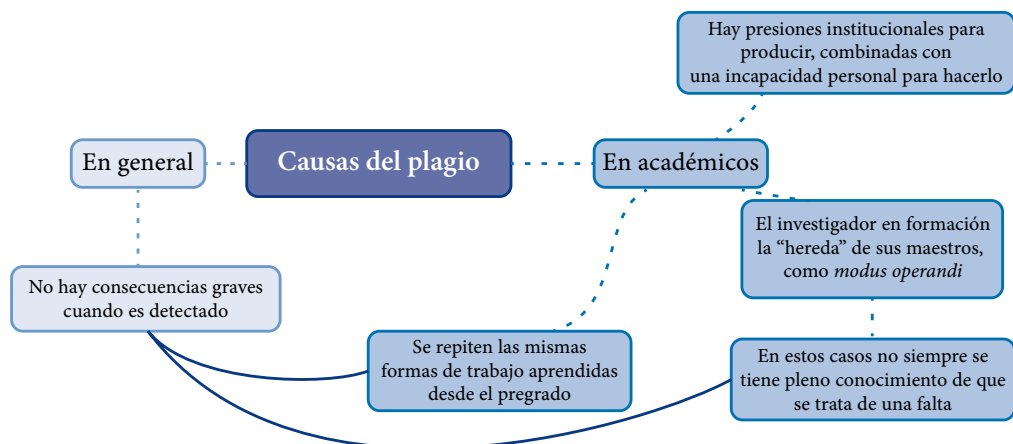 Hay presiones institucionales para
producir, combinadas con
una incapacidad personal para hacerlo
En general
Causas del plagio
En académicos
El investigador en formación
la “hereda” de sus maestros,
como modus operandi
No hay consecuencias graves
cuando es detectado
Se repiten las mismas
formas de trabajo aprendidas
desde el pregrado
En estos casos no siempre se
tiene pleno conocimiento de que
se trata de una falta